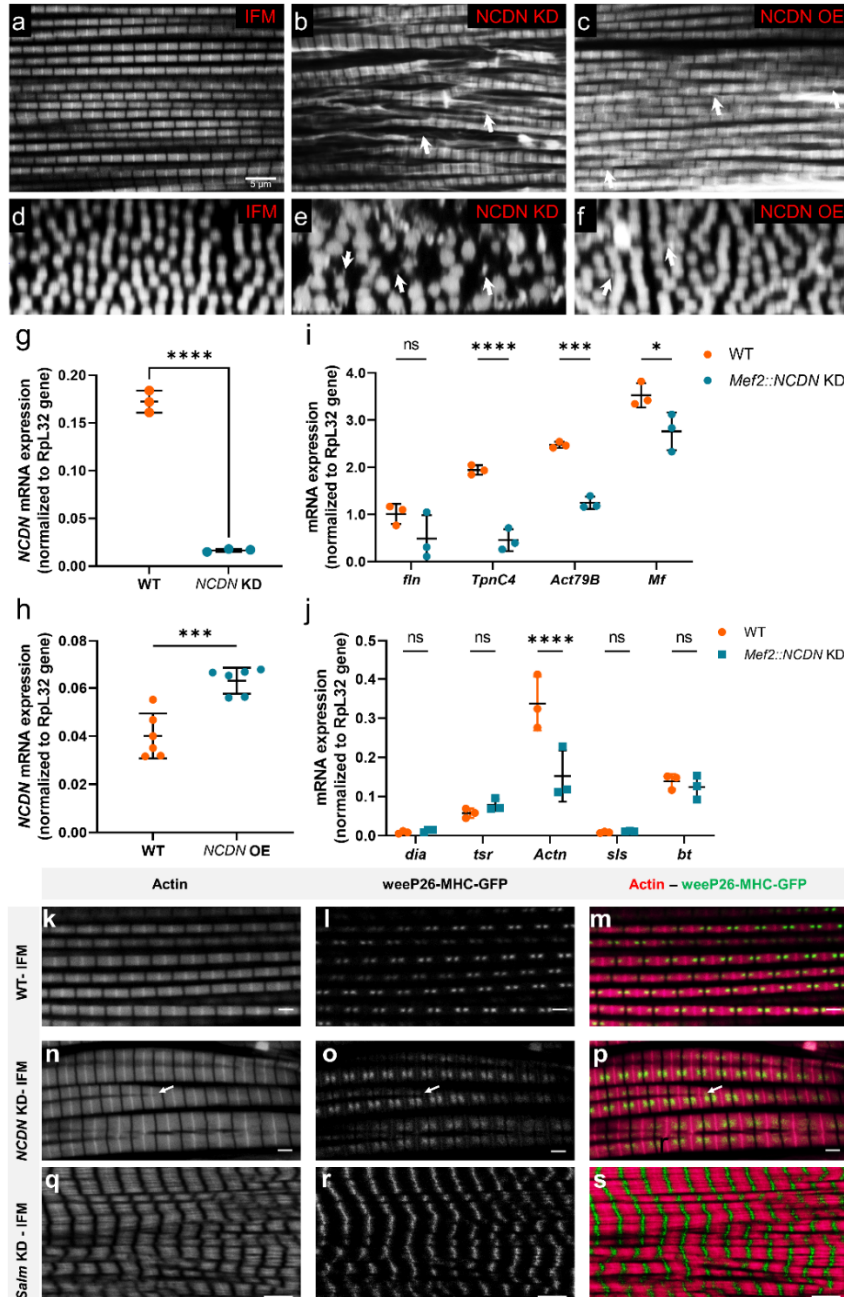 a IFM b NCDN KD c NCDN OE
5 µm
d IFM e NCDN KD f NCDN OE
g
NCDN mRNA expression
(normalized to RpL32 gene)
****
0.20
0.15
0.10
0.05
0.00
WT NCDN KD
i
mRNA expression
(normalized to RpL32 gene)
ns **** *** *
WT
Mef2::NCDN KD
4.0
3.0
2.0
1.0
0.0
fln TpnC4 Act79B Mf
h
NCDN mRNA expression
(normalized to RpL32 gene)
***
0.08
0.06
0.04
0.02
0.00
WT NCDN OE
j
mRNA expression
(normalized to RpL32 gene)
ns ns **** ns ns
WT
Mef2::NCDN KD
0.5
0.4
0.3
0.2
0.1
0.0
dia tsr Actn sls bt
Actin weeP26-MHC-GFP Actin – weeP26-MHC-GFP
WT- IFM
k l m
NCDN KD- IFM
n o p
Salm KD - IFM
q r s